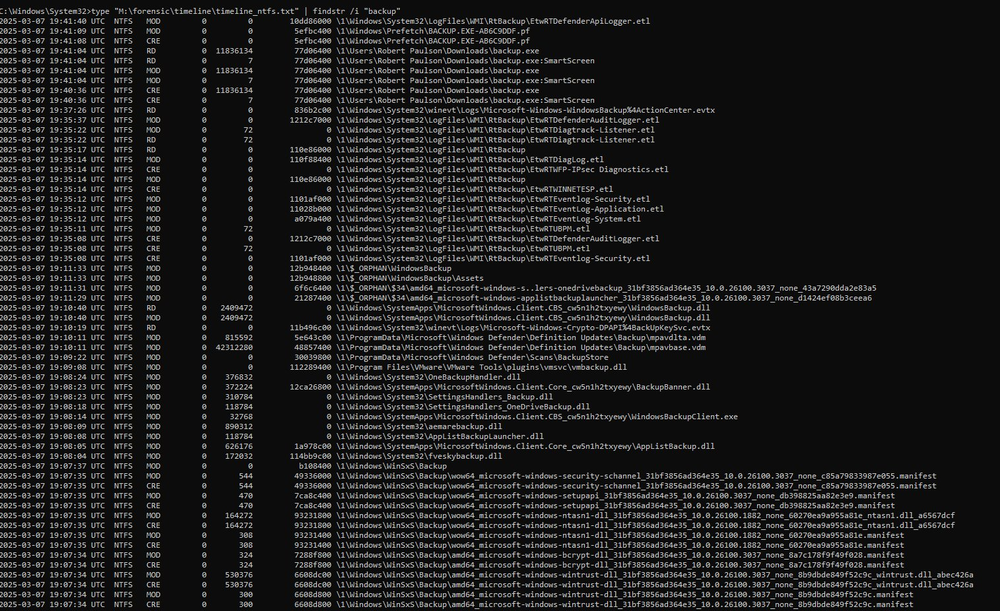 C:\Windows\System32>type "M:\forensic\timeline\timeline_ntfs.txt" | findstr /i "backup"
2025-03-07 19:41:40 UTC  NTFS   MOD         0         0        10dd86000 \1\Windows\System32\LogFiles\WMI\RtBackup\EtwRTDefenderApiLogger.etl
2025-03-07 19:41:09 UTC  NTFS   MOD         0         0         5efbc400 \1\Windows\Prefetch\BACKUP.EXE-AB6C9DDF.pf
2025-03-07 19:41:08 UTC  NTFS   CRE         0         0         5efbc400 \1\Windows\Prefetch\BACKUP.EXE-AB6C9DDF.pf
2025-03-07 19:41:04 UTC  NTFS   RD          0  11836134         77d06400 \1\Users\Robert Paulson\Downloads\backup.exe
2025-03-07 19:41:04 UTC  NTFS   RD          0         7         77d06400 \1\Users\Robert Paulson\Downloads\backup.exe:SmartScreen
2025-03-07 19:41:04 UTC  NTFS   MOD         0  11836134         77d06400 \1\Users\Robert Paulson\Downloads\backup.exe
2025-03-07 19:41:04 UTC  NTFS   MOD         0         7         77d06400 \1\Users\Robert Paulson\Downloads\backup.exe:SmartScreen
2025-03-07 19:40:36 UTC  NTFS   CRE         0  11836134         77d06400 \1\Users\Robert Paulson\Downloads\backup.exe
2025-03-07 19:40:36 UTC  NTFS   CRE         0         7         77d06400 \1\Users\Robert Paulson\Downloads\backup.exe:SmartScreen
2025-03-07 19:37:26 UTC  NTFS   RD          0         0         836b2c00 \1\Windows\System32\winevt\Logs\Microsoft-Windows-WindowsBackup%4ActionCenter.evtx
2025-03-07 19:35:37 UTC  NTFS   MOD         0         0        1212c7000 \1\Windows\System32\LogFiles\WMI\RtBackup\EtwRTDefenderAuditLogger.etl
2025-03-07 19:35:22 UTC  NTFS   MOD         0        72                0 \1\Windows\System32\LogFiles\WMI\RtBackup\EtwRTDiagtrack-Listener.etl
2025-03-07 19:35:22 UTC  NTFS   RD          0        72                0 \1\Windows\System32\LogFiles\WMI\RtBackup\EtwRTDiagtrack-Listener.etl
2025-03-07 19:35:17 UTC  NTFS   RD          0         0        110e86000 \1\Windows\System32\LogFiles\WMI\RtBackup
2025-03-07 19:35:14 UTC  NTFS   MOD         0         0        110f88400 \1\Windows\System32\LogFiles\WMI\RtBackup\EtwRTDiagLog.etl
2025-03-07 19:35:14 UTC  NTFS   CRE         0         0                0 \1\Windows\System32\LogFiles\WMI\RtBackup\EtwRTWFP-IPsec Diagnostics.etl
2025-03-07 19:35:14 UTC  NTFS   MOD         0         0        110e86000 \1\Windows\System32\LogFiles\WMI\RtBackup
2025-03-07 19:35:14 UTC  NTFS   CRE         0         0                0 \1\Windows\System32\LogFiles\WMI\RtBackup\EtwRTWINNETESP.etl
2025-03-07 19:35:12 UTC  NTFS   MOD         0         0        1101af000 \1\Windows\System32\LogFiles\WMI\RtBackup\EtwRTEventlog-Security.etl
2025-03-07 19:35:12 UTC  NTFS   MOD         0         0        11028b000 \1\Windows\System32\LogFiles\WMI\RtBackup\EtwRTEventLog-Application.etl
2025-03-07 19:35:12 UTC  NTFS   MOD         0         0         a079a400 \1\Windows\System32\LogFiles\WMI\RtBackup\EtwRTEventLog-System.etl
2025-03-07 19:35:11 UTC  NTFS   MOD         0        72                0 \1\Windows\System32\LogFiles\WMI\RtBackup\EtwRTUBPM.etl
2025-03-07 19:35:08 UTC  NTFS   CRE         0         0        1212c7000 \1\Windows\System32\LogFiles\WMI\RtBackup\EtwRTDefenderAuditLogger.etl
2025-03-07 19:35:08 UTC  NTFS   CRE         0        72                0 \1\Windows\System32\LogFiles\WMI\RtBackup\EtwRTUBPM.etl
2025-03-07 19:35:08 UTC  NTFS   CRE         0         0        1101af000 \1\Windows\System32\LogFiles\WMI\RtBackup\EtwRTEventlog-Security.etl
2025-03-07 19:11:33 UTC  NTFS   MOD         0         0        12b948400 \1\$_ORPHAN\WindowsBackup
2025-03-07 19:11:33 UTC  NTFS   MOD         0         0        12b948800 \1\$_ORPHAN\WindowsBackup\Assets
2025-03-07 19:11:31 UTC  NTFS   MOD         0         0         6f6c6400 \1\$_ORPHAN\$34\amd64_microsoft-windows-s..lers-onedrivebackup_31bf3856ad364e35_10.0.26100.3037_none_43a7290dda2e83a5
2025-03-07 19:11:29 UTC  NTFS   MOD         0         0         21287400 \1\$_ORPHAN\$34\amd64_microsoft-windows-applistbackuplauncher_31bf3856ad364e35_10.0.26100.3037_none_d1424ef08b3ceea6
2025-03-07 19:10:40 UTC  NTFS   RD          0   2409472                0 \1\Windows\SystemApps\MicrosoftWindows.Client.CBS_cw5n1h2txyewy\WindowsBackup.dll
2025-03-07 19:10:40 UTC  NTFS   MOD         0   2409472                0 \1\Windows\SystemApps\MicrosoftWindows.Client.CBS_cw5n1h2txyewy\WindowsBackup.dll
2025-03-07 19:10:19 UTC  NTFS   RD          0         0        11b496c00 \1\Windows\System32\winevt\Logs\Microsoft-Windows-Crypto-DPAPI%4BackUpKeySvc.evtx
2025-03-07 19:10:11 UTC  NTFS   MOD         0    815592         5e643c00 \1\ProgramData\Microsoft\Windows Defender\Definition Updates\Backup\mpavdlta.vdm
2025-03-07 19:10:11 UTC  NTFS   MOD         0  42312280         48857400 \1\ProgramData\Microsoft\Windows Defender\Definition Updates\Backup\mpavbase.vdm
2025-03-07 19:09:22 UTC  NTFS   MOD         0         0         30039800 \1\ProgramData\Microsoft\Windows Defender\Scans\BackupStore
2025-03-07 19:09:08 UTC  NTFS   MOD         0         0        112289400 \1\Program Files\VMware\VMware Tools\plugins\vmsvc\vmbackup.dll
2025-03-07 19:08:24 UTC  NTFS   MOD         0    376832                0 \1\Windows\System32\OneBackupHandler.dll
2025-03-07 19:08:23 UTC  NTFS   MOD         0    372224        12ca26800 \1\Windows\SystemApps\MicrosoftWindows.Client.Core_cw5n1h2txyewy\BackupBanner.dll
2025-03-07 19:08:23 UTC  NTFS   MOD         0    310784                0 \1\Windows\System32\SettingsHandlers_Backup.dll
2025-03-07 19:08:18 UTC  NTFS   MOD         0    118784                0 \1\Windows\System32\SettingsHandlers_OneDriveBackup.dll
2025-03-07 19:08:14 UTC  NTFS   MOD         0     32768                0 \1\Windows\SystemApps\MicrosoftWindows.Client.CBS_cw5n1h2txyewy\WindowsBackupClient.exe
2025-03-07 19:08:09 UTC  NTFS   MOD         0    890312                0 \1\Windows\System32\aemarebackup.dll
2025-03-07 19:08:08 UTC  NTFS   MOD         0    118784                0 \1\Windows\System32\AppListBackupLauncher.dll
2025-03-07 19:08:05 UTC  NTFS   MOD         0    626176         1a978c00 \1\Windows\SystemApps\MicrosoftWindows.Client.Core_cw5n1h2txyewy\AppListBackup.dll
2025-03-07 19:08:04 UTC  NTFS   MOD         0    172032        114bb9c00 \1\Windows\System32\fveskybackup.dll
2025-03-07 19:07:37 UTC  NTFS   MOD         0         0          b108400 \1\Windows\WinSxS\Backup
2025-03-07 19:07:35 UTC  NTFS   MOD         0       544         49336000 \1\Windows\WinSxS\Backup\wow64_microsoft-windows-security-schannel_31bf3856ad364e35_10.0.26100.3037_none_c85a79833987e055.manifest
2025-03-07 19:07:35 UTC  NTFS   CRE         0       544         49336000 \1\Windows\WinSxS\Backup\wow64_microsoft-windows-security-schannel_31bf3856ad364e35_10.0.26100.3037_none_c85a79833987e055.manifest
2025-03-07 19:07:35 UTC  NTFS   MOD         0       470         7ca8c400 \1\Windows\WinSxS\Backup\wow64_microsoft-windows-setupapi_31bf3856ad364e35_10.0.26100.3037_none_db398825aa82e3e9.manifest
2025-03-07 19:07:35 UTC  NTFS   CRE         0       470         7ca8c400 \1\Windows\WinSxS\Backup\wow64_microsoft-windows-setupapi_31bf3856ad364e35_10.0.26100.3037_none_db398825aa82e3e9.manifest
2025-03-07 19:07:35 UTC  NTFS   MOD         0    164272         93231800 \1\Windows\WinSxS\Backup\wow64_microsoft-windows-ntasn1-dll_31bf3856ad364e35_10.0.26100.1882_none_60270ea9a955a81e_ntasn1.dll_a6567dcf
2025-03-07 19:07:35 UTC  NTFS   CRE         0    164272         93231800 \1\Windows\WinSxS\Backup\wow64_microsoft-windows-ntasn1-dll_31bf3856ad364e35_10.0.26100.1882_none_60270ea9a955a81e_ntasn1.dll_a6567dcf
2025-03-07 19:07:35 UTC  NTFS   MOD         0       308         93231400 \1\Windows\WinSxS\Backup\wow64_microsoft-windows-ntasn1-dll_31bf3856ad364e35_10.0.26100.1882_none_60270ea9a955a81e.manifest
2025-03-07 19:07:35 UTC  NTFS   CRE         0       308         93231400 \1\Windows\WinSxS\Backup\wow64_microsoft-windows-ntasn1-dll_31bf3856ad364e35_10.0.26100.1882_none_60270ea9a955a81e.manifest
2025-03-07 19:07:34 UTC  NTFS   MOD         0       324         7288f800 \1\Windows\WinSxS\Backup\amd64_microsoft-windows-bcrypt-dll_31bf3856ad364e35_10.0.26100.3037_none_8a7c178f9f49f028.manifest
2025-03-07 19:07:34 UTC  NTFS   CRE         0       324         7288f800 \1\Windows\WinSxS\Backup\amd64_microsoft-windows-bcrypt-dll_31bf3856ad364e35_10.0.26100.3037_none_8a7c178f9f49f028.manifest
2025-03-07 19:07:34 UTC  NTFS   MOD         0    530376         6608dc00 \1\Windows\WinSxS\Backup\amd64_microsoft-windows-wintrust-dll_31bf3856ad364e35_10.0.26100.3037_none_8b9dbde849f52c9c_wintrust.dll_abec426a
2025-03-07 19:07:34 UTC  NTFS   CRE         0    530376         6608dc00 \1\Windows\WinSxS\Backup\amd64_microsoft-windows-wintrust-dll_31bf3856ad364e35_10.0.26100.3037_none_8b9dbde849f52c9c_wintrust.dll_abec426a
2025-03-07 19:07:34 UTC  NTFS   MOD         0       300         6608d800 \1\Windows\WinSxS\Backup\amd64_microsoft-windows-wintrust-dll_31bf3856ad364e35_10.0.26100.3037_none_8b9dbde849f52c9c.manifest
2025-03-07 19:07:34 UTC  NTFS   CRE         0       300         6608d800 \1\Windows\WinSxS\Backup\amd64_microsoft-windows-wintrust-dll_31bf3856ad364e35_10.0.26100.3037_none_8b9dbde849f52c9c.manifest